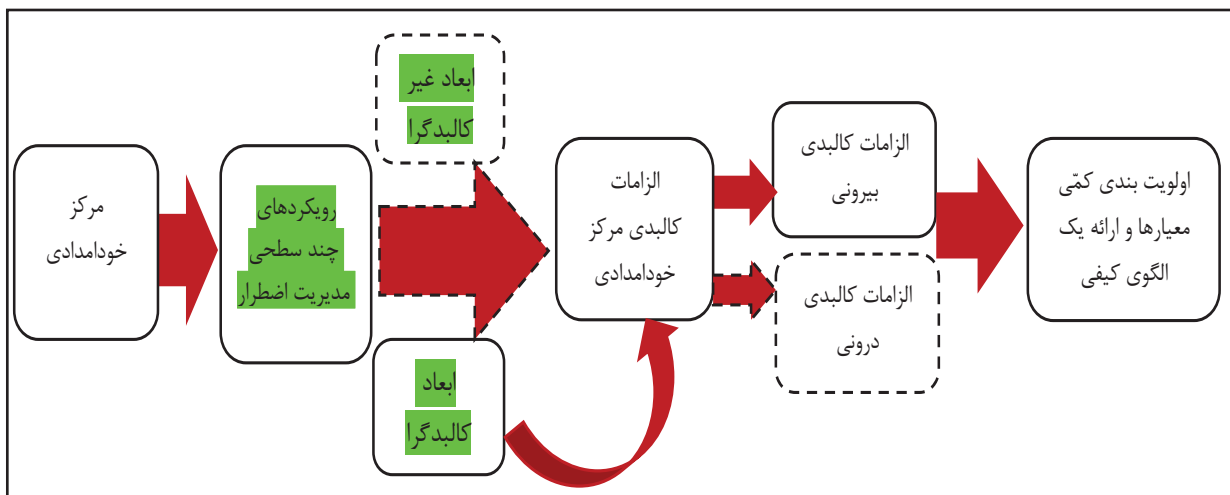 مرکز
خودامدادی
رویکردهای
چند سطحی
مدیریت اضطرار
ابعاد غیر
کالبدگرا
ابعاد
کالبدگرا
الزامات
کالبدی مرکز
خودامدادی
الزامات کالبدی
بیرونی
الزامات کالبدی
درونی
اولویت بندی کمّی
معیارها و ارائه یک
الگوی کیفی